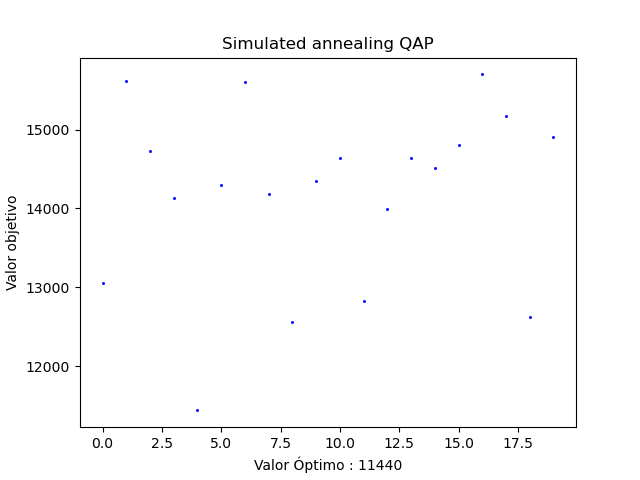 Simulated annealing QAP
Valor objetivo
15000
14000
13000
12000
0.0 2.5 5.0 7.5 10.0 12.5 15.0 17.5
Valor Óptimo : 11440